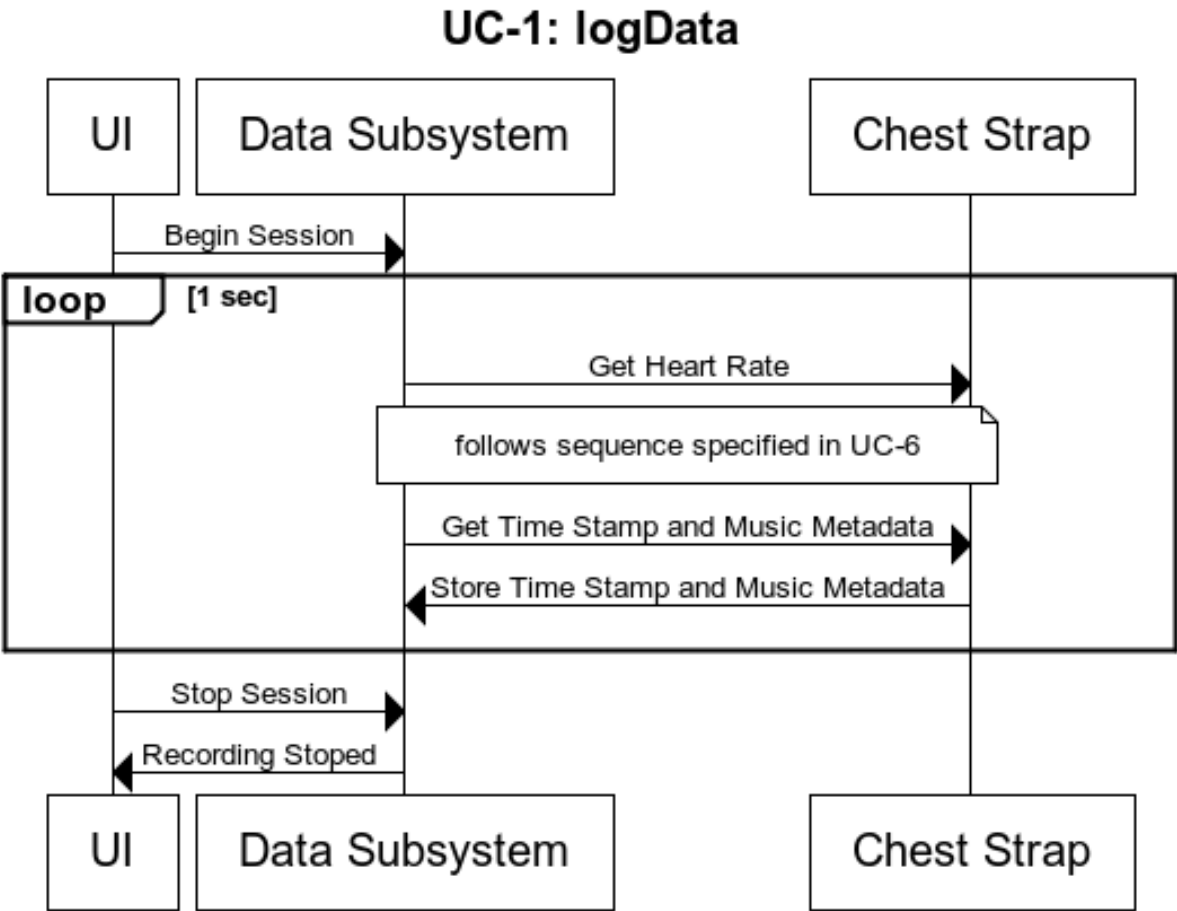 UC-1: logData
UI
Data Subsystem
Chest Strap
Begin Session
loop
[1 sec]
Get Heart Rate
follows sequence specified in UC-6
Get Time Stamp and Music Metadata
Store Time Stamp and Music Metadata
Stop Session
Recording Stoped
UI
Data Subsystem
Chest Strap